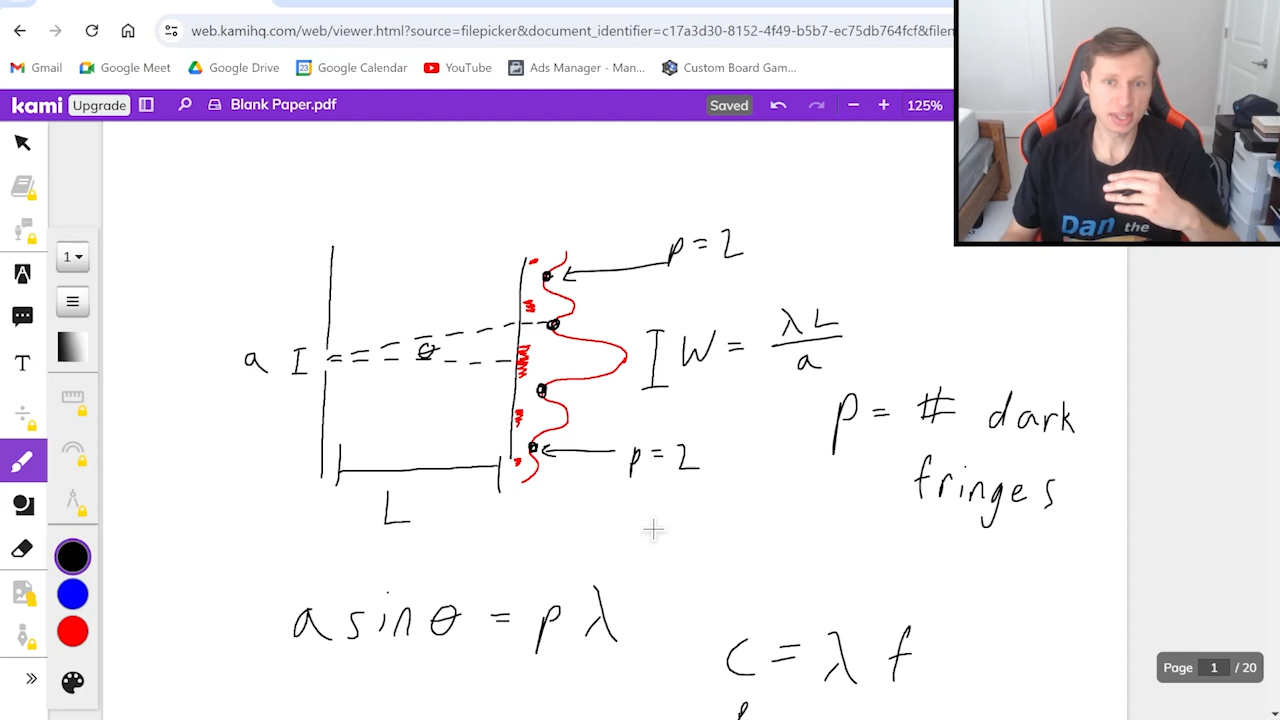 web.kamihq.com/web/viewer.html?source=filepicker&document_identifier=c17a3d30-8152-4f49-b5b7-ec75db764fcf&filen
Gmail
Google Meet
Google Drive
23
Google Calendar
YouTube
Ads Manager - Man...
Custom Board Gam...
kami
Upgrade
Blank Paper.pdf
Saved
125%
Dan the
1
T
p = 2
a
θ
W = λL/a
p = # dark
fringes
p = 2
L
a sin θ = p λ
c = λ f
Page 1 / 20